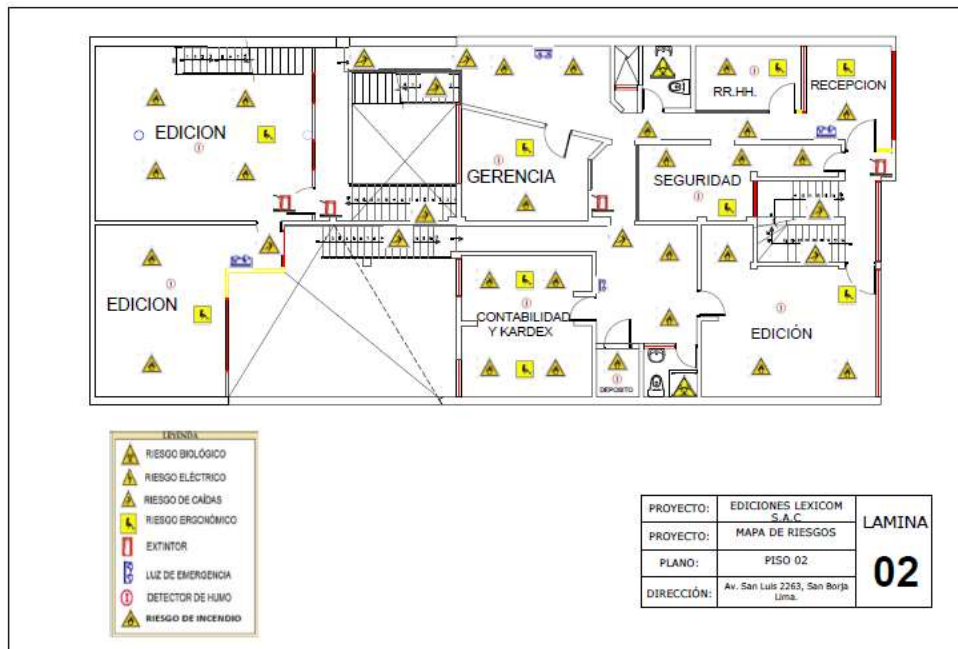 RR.HH.
RECEPCION
EDICION
GERENCIA
SEGURIDAD
EDICION
CONTABILIDAD
Y KARDEX
EDICIÓN
DEPOSITO
LEYENDA
RIESGO BIOLÓGICO
RIESGO ELÉCTRICO
RIESGO DE CAÍDAS
RIESGO ERGONÓMICO
EXTINTOR
LUZ DE EMERGENCIA
DETECTOR DE HUMO
RIESGO DE INCENDIO
PROYECTO: EDICIONES LEXICOM
S.A.C
PROYECTO: MAPA DE RIESGOS
PLANO: PISO 02
DIRECCIÓN: Av. San Luis 2263, San Borja
Lima.
LAMINA
02